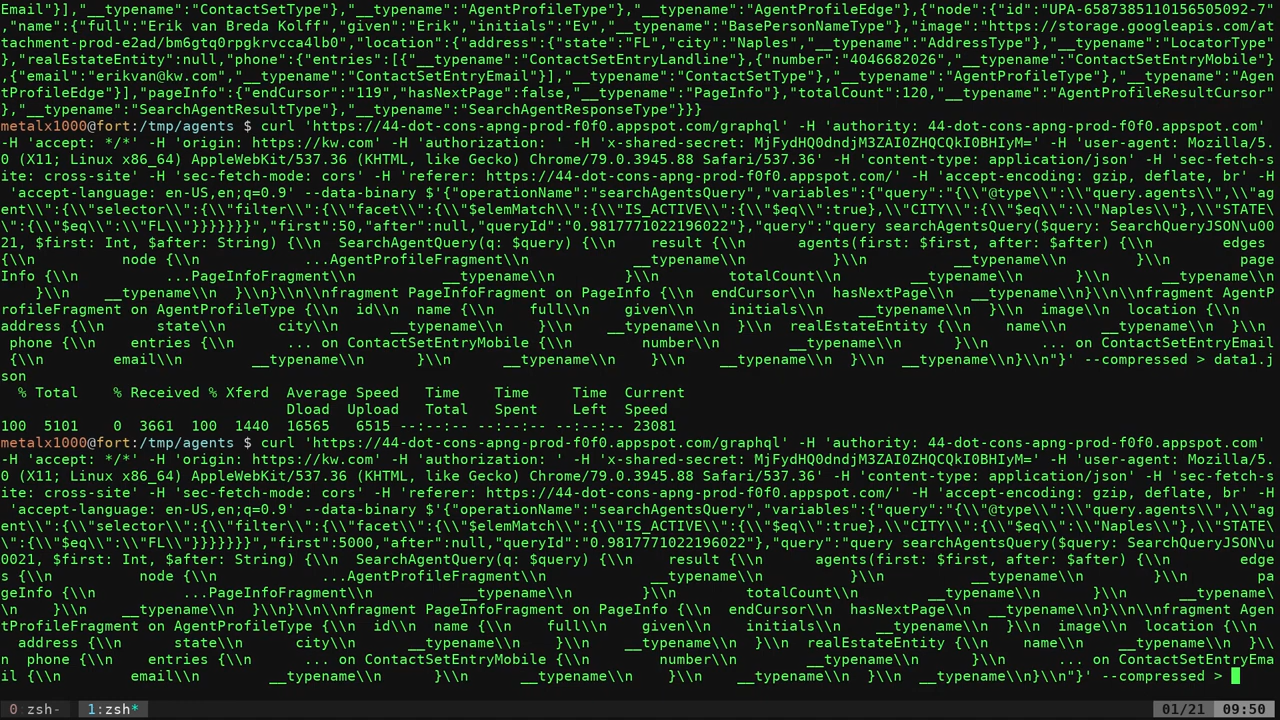 Email"}],"__typename":"ContactSetType"},"__typename":"AgentProfileType"},"__typename":"AgentProfileEdge"},{"node":{"id":"UPA-6587385110156505092-7"
,"name":{"full":"Erik van Breda Kolff","given":"Erik","initials":"Ev","__typename":"BasePersonNameType"},"image":"https://storage.googleapis.com/at
tachment-prod-e2ad/bm6gtq0rpgkrvcca4lb0","location":{"address":{"state":"FL","city":"Naples","__typename":"AddressType"},"__typename":"LocatorType"
},"realEstateEntity":null,"phone":{"entries":[{"__typename":"ContactSetEntryLandline"},{"number":"4046682026","__typename":"ContactSetEntryMobile"}
,{"email":"erikvan@kw.com","__typename":"ContactSetEntryEmail"}],"__typename":"ContactSetType"},"__typename":"AgentProfileType"},"__typename":"Agen
tProfileEdge"}],"pageInfo":{"endCursor":"119","hasNextPage":false,"__typename":"PageInfo"},"totalCount":120,"__typename":"AgentProfileResultCursor"
},"__typename":"SearchAgentResultType"},"__typename":"SearchAgentResponseType"}}}
metalx1000@fort:/tmp/agents $ curl 'https://44-dot-cons-apng-prod-f0f0.appspot.com/graphql' -H 'authority: 44-dot-cons-apng-prod-f0f0.appspot.com'
-H 'accept: */*' -H 'origin: https://kw.com' -H 'authorization: ' -H 'x-shared-secret: MjFydHQ0dndjM3ZAI0ZHQCQkI0BHIyM=' -H 'user-agent: Mozilla/5.
0 (X11; Linux x86_64) AppleWebKit/537.36 (KHTML, like Gecko) Chrome/79.0.3945.88 Safari/537.36' -H 'content-type: application/json' -H 'sec-fetch-s
ite: cross-site' -H 'sec-fetch-mode: cors' -H 'referer: https://44-dot-cons-apng-prod-f0f0.appspot.com/' -H 'accept-encoding: gzip, deflate, br' -H
'accept-language: en-US,en;q=0.9' --data-binary $'{"operationName":"searchAgentsQuery","variables":{"query":"{\\"@type\\":\\"query.agents\\",\\"ag
ent\\":{\\"selector\\":{\\"filter\\":{\\"facet\\":{\\"$elemMatch\\":{\\"IS_ACTIVE\\":{\\"$eq\\":true},\\"CITY\\":{\\"$eq\\":\\"Naples\\"},\\"STATE\
\":{\\"$eq\\":\\"FL\\"}}}}}}}","first":50,"after":null,"queryId":"0.9817771022196022"},"query":"query searchAgentsQuery($query: SearchQueryJSON\u00
21, $first: Int, $after: String) {\\n  SearchAgentQuery(q: $query) {\\n    result {\\n      agents(first: $first, after: $after) {\\n        edges
{\\n          node {\\n            ...AgentProfileFragment\\n            __typename\\n          }\\n          __typename\\n        }\\n        page
Info {\\n          ...PageInfoFragment\\n          __typename\\n        }\\n        totalCount\\n        __typename\\n      }\\n      __typename\\n
}\\n    __typename\\n  }\\n}\\n\\nfragment PageInfoFragment on PageInfo {\\n  endCursor\\n  hasNextPage\\n  __typename\\n}\\n\\nfragment AgentP
rofileFragment on AgentProfileType {\\n  id\\n  name {\\n    full\\n    given\\n    initials\\n    __typename\\n  }\\n  image\\n  location {\\n
address {\\n      state\\n      city\\n      __typename\\n    }\\n    __typename\\n  }\\n  realEstateEntity {\\n    name\\n    __typename\\n  }\\n
phone {\\n    entries {\\n      ... on ContactSetEntryMobile {\\n        number\\n        __typename\\n      }\\n      ... on ContactSetEntryEmail
{\\n        email\\n        __typename\\n      }\\n      __typename\\n    }\\n    __typename\\n  }\\n  __typename\\n}\\n"}' --compressed > data1.j
son
% Total    % Received % Xferd  Average Speed   Time    Time     Time  Current
Dload  Upload   Total   Spent    Left  Speed
100  5101    0  3661  100  1440  16565   6515 --:--:-- --:--:-- --:--:-- 23081
metalx1000@fort:/tmp/agents $ curl 'https://44-dot-cons-apng-prod-f0f0.appspot.com/graphql' -H 'authority: 44-dot-cons-apng-prod-f0f0.appspot.com'
-H 'accept: */*' -H 'origin: https://kw.com' -H 'authorization: ' -H 'x-shared-secret: MjFydHQ0dndjM3ZAI0ZHQCQkI0BHIyM=' -H 'user-agent: Mozilla/5.
0 (X11; Linux x86_64) AppleWebKit/537.36 (KHTML, like Gecko) Chrome/79.0.3945.88 Safari/537.36' -H 'content-type: application/json' -H 'sec-fetch-s
ite: cross-site' -H 'sec-fetch-mode: cors' -H 'referer: https://44-dot-cons-apng-prod-f0f0.appspot.com/' -H 'accept-encoding: gzip, deflate, br' -H
'accept-language: en-US,en;q=0.9' --data-binary $'{"operationName":"searchAgentsQuery","variables":{"query":"{\\"@type\\":\\"query.agents\\",\\"ag
ent\\":{\\"selector\\":{\\"filter\\":{\\"facet\\":{\\"$elemMatch\\":{\\"IS_ACTIVE\\":{\\"$eq\\":true},\\"CITY\\":{\\"$eq\\":\\"Naples\\"},\\"STATE\
\":{\\"$eq\\":\\"FL\\"}}}}}}}","first":5000,"after":null,"queryId":"0.9817771022196022"},"query":"query searchAgentsQuery($query: SearchQueryJSON\u
0021, $first: Int, $after: String) {\\n  SearchAgentQuery(q: $query) {\\n    result {\\n      agents(first: $first, after: $after) {\\n        edge
s {\\n          node {\\n            ...AgentProfileFragment\\n            __typename\\n          }\\n          __typename\\n        }\\n        pa
geInfo {\\n          ...PageInfoFragment\\n          __typename\\n        }\\n        totalCount\\n        __typename\\n      }\\n      __typename\
\n    }\\n    __typename\\n  }\\n}\\n\\nfragment PageInfoFragment on PageInfo {\\n  endCursor\\n  hasNextPage\\n  __typename\\n}\\n\\nfragment Agen
tProfileFragment on AgentProfileType {\\n  id\\n  name {\\n    full\\n    given\\n    initials\\n    __typename\\n  }\\n  image\\n  location {\\n
address {\\n      state\\n      city\\n      __typename\\n    }\\n    __typename\\n  }\\n  realEstateEntity {\\n    name\\n    __typename\\n  }\\
n  phone {\\n    entries {\\n      ... on ContactSetEntryMobile {\\n        number\\n        __typename\\n      }\\n      ... on ContactSetEntryEma
il {\\n        email\\n        __typename\\n      }\\n      __typename\\n    }\\n    __typename\\n  }\\n  __typename\\n}\\n"}' --compressed >
0 zsh- 1:zsh* 01/21 09:50